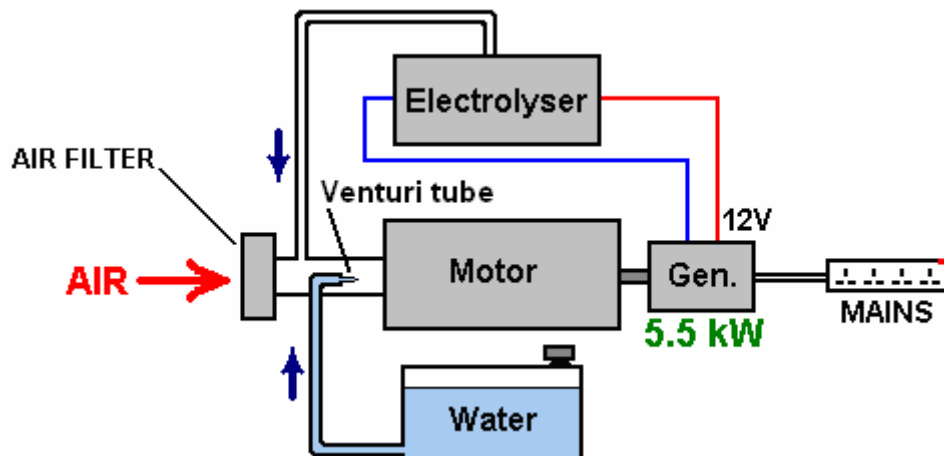 Electrolyser
AIR FILTER
Venturi tube
12V
AIR
Motor
Gen.
MAINS
5.5 kW
Water